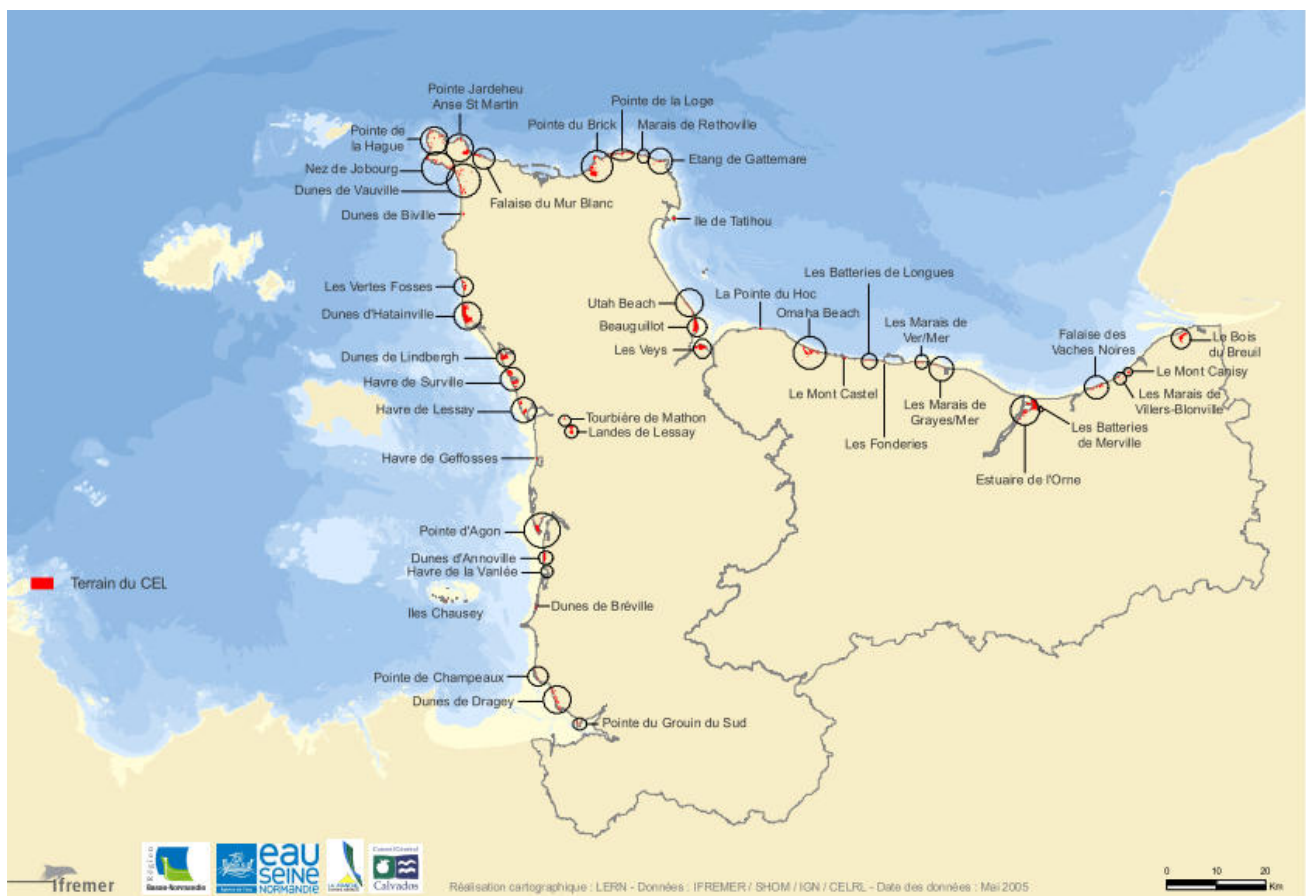 Pointe Jardeheu
Anse St Martin
Pointe de la Loge
Pointe de
la Hague
Pointe du Brick
Marais de Rethoville
Nez de Jobourg
Etang de Gattemare
Dunes de Vauville
Falaise du Mur Blanc
Dunes de Biville
Ile de Tatihou
Les Vertes Fosses
Dunes d'Hatainville
Utah Beach
Beauguillot
Les Veys
La Pointe du Hoc
Les Batteries de Longues
Omaha Beach
Les Marais de
Ver/Mer
Falaise des
Vaches Noires
Le Bois
du Breuil
Le Mont Canisy
Les Marais de
Villers-Blonville
Dunes de Lindbergh
Havre de Surville
Havre de Lessay
Le Mont Castel
Les Marais de
Grayes/Mer
Les Fonderies
Les Batteries
de Merville
Estuaire de l'Orne
Tourbière de Mathon
Landes de Lessay
Havre de Geffosses
Pointe d'Agon
Dunes d'Annoville
Havre de la Vanlée
Terrain du CEL
Iles Chausey
Dunes de Bréville
Pointe de Champeaux
Dunes de Dragey
Pointe du Grouin du Sud
0 10 20
Km
ifremer
Région
Basse-Normandie
eau
SEINE
NORMANDIE
LA MANCHE
Conseil Général
Calvados
Réalisation cartographique : LERN - Données : IFREMER / SHOM / IGN / CELRL - Date des données : Mai 2005